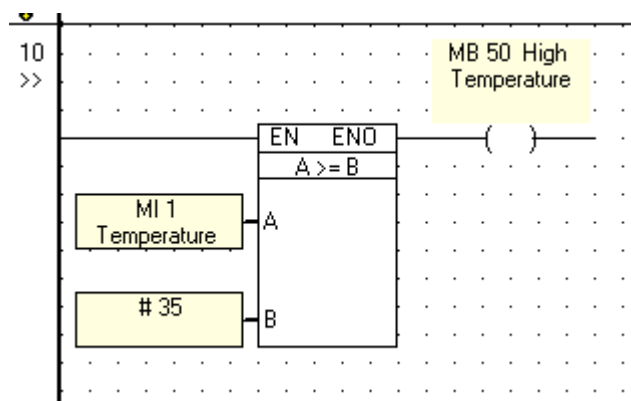 10
>>
MB 50 High
Temperature
EN ENO
A >= B
MI 1
Temperature
A
# 35
B